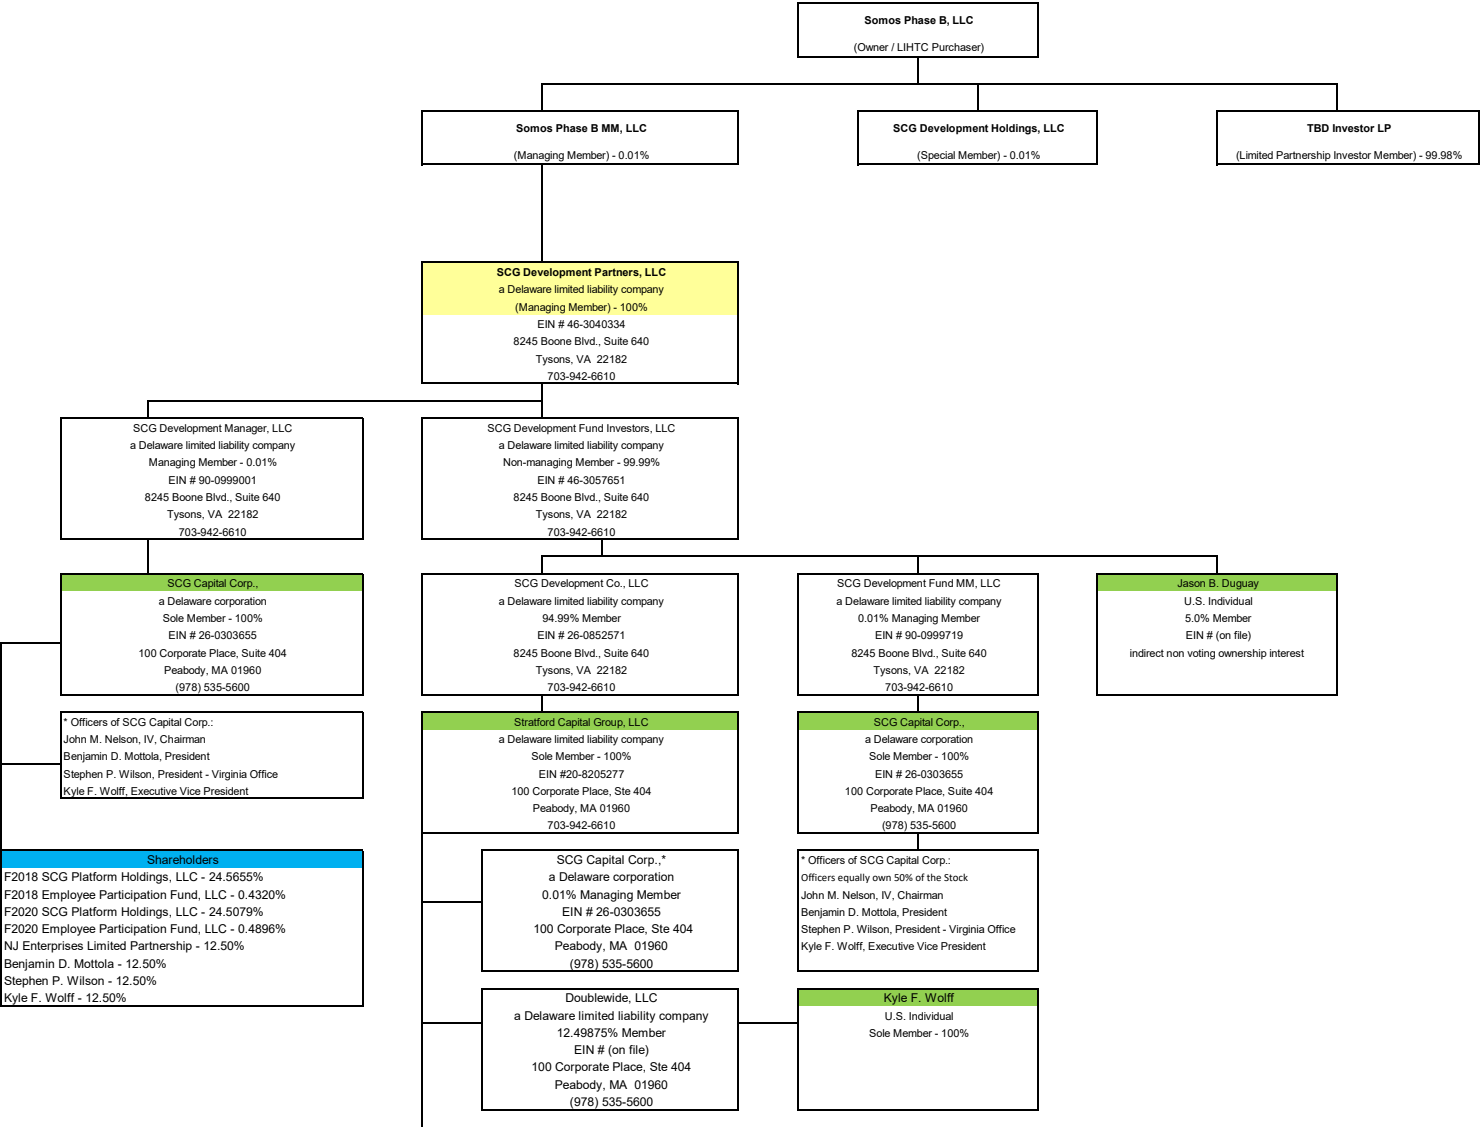 Somos Phase B, LLC
(Owner / LIHTC Purchaser)
Somos Phase B MM, LLC
(Managing Member) - 0.01%
SCG Development Holdings, LLC
(Special Member) - 0.01%
TBD Investor LP
(Limited Partnership Investor Member) - 99.98%
SCG Development Partners, LLC
a Delaware limited liability company
(Managing Member) - 100%
EIN # 46-3040334
8245 Boone Blvd., Suite 640
Tysons, VA 22182
703-942-6610
SCG Development Manager, LLC
a Delaware limited liability company
Managing Member - 0.01%
EIN # 90-0999001
8245 Boone Blvd., Suite 640
Tysons, VA 22182
703-942-6610
SCG Development Fund Investors, LLC
a Delaware limited liability company
Non-managing Member - 99.99%
EIN # 46-3057651
8245 Boone Blvd., Suite 640
Tysons, VA 22182
703-942-6610
SCG Capital Corp.,
a Delaware corporation
Sole Member - 100%
EIN # 26-0303655
100 Corporate Place, Suite 404
Peabody, MA 01960
(978) 535-5600
SCG Development Co., LLC
a Delaware limited liability company
94.99% Member
EIN # 26-0852571
8245 Boone Blvd., Suite 640
Tysons, VA 22182
703-942-6610
SCG Development Fund MM, LLC
a Delaware limited liability company
0.01% Managing Member
EIN # 90-0999719
8245 Boone Blvd., Suite 640
Tysons, VA 22182
703-942-6610
Jason B. Duguay
U.S. Individual
5.0% Member
EIN # (on file)
indirect non voting ownership interest
* Officers of SCG Capital Corp.:
John M. Nelson, IV, Chairman
Benjamin D. Mottola, President
Stephen P. Wilson, President - Virginia Office
Kyle F. Wolff, Executive Vice President
Stratford Capital Group, LLC
a Delaware limited liability company
Sole Member - 100%
EIN #20-8205277
100 Corporate Place, Ste 404
Peabody, MA 01960
703-942-6610
SCG Capital Corp.,
a Delaware corporation
Sole Member - 100%
EIN # 26-0303655
100 Corporate Place, Suite 404
Peabody, MA 01960
(978) 535-5600
Shareholders
F2018 SCG Platform Holdings, LLC - 24.5655%
F2018 Employee Participation Fund, LLC - 0.4320%
F2020 SCG Platform Holdings, LLC - 24.5079%
F2020 Employee Participation Fund, LLC - 0.4896%
NJ Enterprises Limited Partnership - 12.50%
Benjamin D. Mottola - 12.50%
Stephen P. Wilson - 12.50%
Kyle F. Wolff - 12.50%
SCG Capital Corp.,*
a Delaware corporation
0.01% Managing Member
EIN # 26-0303655
100 Corporate Place, Ste 404
Peabody, MA 01960
(978) 535-5600
* Officers of SCG Capital Corp.:
Officers equally own 50% of the Stock
John M. Nelson, IV, Chairman
Benjamin D. Mottola, President
Stephen P. Wilson, President - Virginia Office
Kyle F. Wolff, Executive Vice President
Doublewide, LLC
a Delaware limited liability company
12.49875% Member
EIN # (on file)
100 Corporate Place, Ste 404
Peabody, MA 01960
(978) 535-5600
Kyle F. Wolff
U.S. Individual
Sole Member - 100%